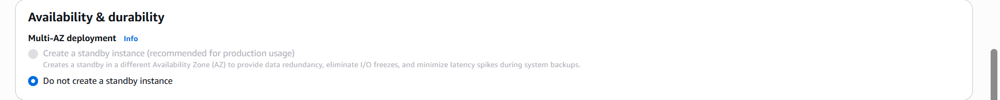 Availability & durability
Multi-AZ deployment Info
Create a standby instance (recommended for production usage)
Creates a standby in a different Availability Zone (AZ) to provide data redundancy, eliminate I/O freezes, and minimize latency spikes during system backups.
Do not create a standby instance